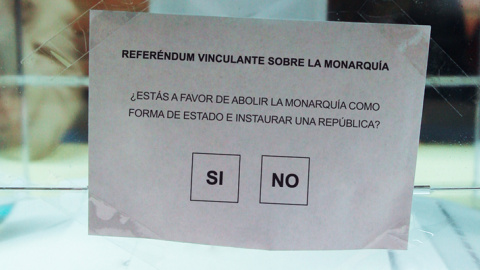 REFERÉNDUM VINCULANTE SOBRE LA MONARQUÍA
¿ESTÁS A FAVOR DE ABOLIR LA MONARQUÍA COMO
FORMA DE ESTADO E INSTAURAR UNA REPÚBLICA?
SI NO